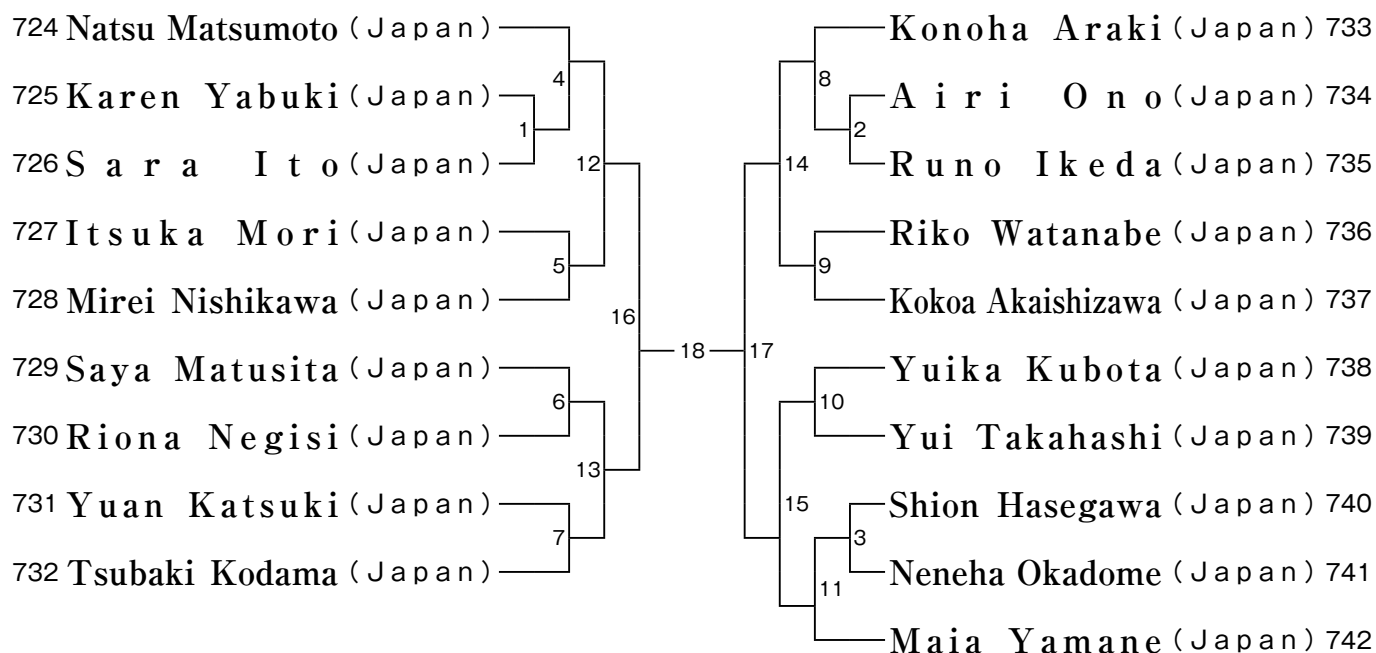 724 Natsu Matsumoto (Japan)
725 Karen Yabuki (Japan)
726 Sara Ito (Japan)
727 Itsuka Mori (Japan)
728 Mirei Nishikawa (Japan)
729 Saya Matusita (Japan)
730 Riona Negisi (Japan)
731 Yuan Katsuki (Japan)
732 Tsubaki Kodama (Japan)
1
4
5
6
7
12
13
16
18
17
14
15
8
2
9
10
3
11
Konoha Araki (Japan) 733
Airi Ono (Japan) 734
Runo Ikeda (Japan) 735
Riko Watanabe (Japan) 736
Kokoa Akaishizawa (Japan) 737
Yuika Kubota (Japan) 738
Yui Takahashi (Japan) 739
Shion Hasegawa (Japan) 740
Neneha Okadome (Japan) 741
Maia Yamane (Japan) 742